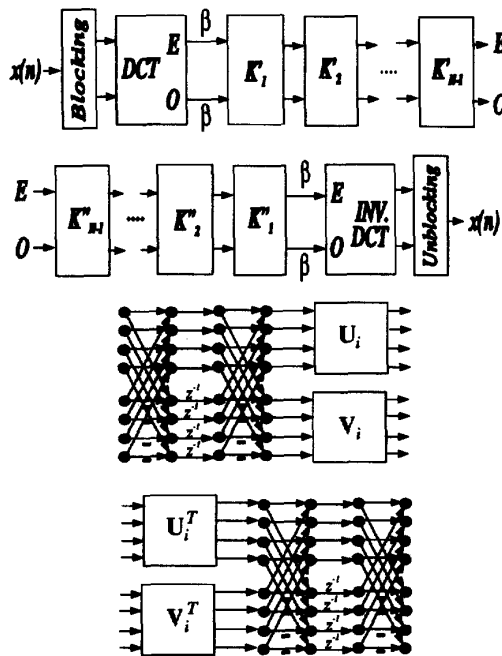 x(n) Blocking DCT E O β β K'₁ K'₂ ..... K'ₙ₋₁ E O
E O K''ₙ₋₁ .... K''₂ K''₁ β β E O INV. DCT Unblocking x(n)
z⁻¹
z⁻¹
z⁻¹
z⁻¹
Uᵢ
Vᵢ
Uᵢᵀ
Vᵢᵀ
z⁻¹
z⁻¹
z⁻¹
z⁻¹